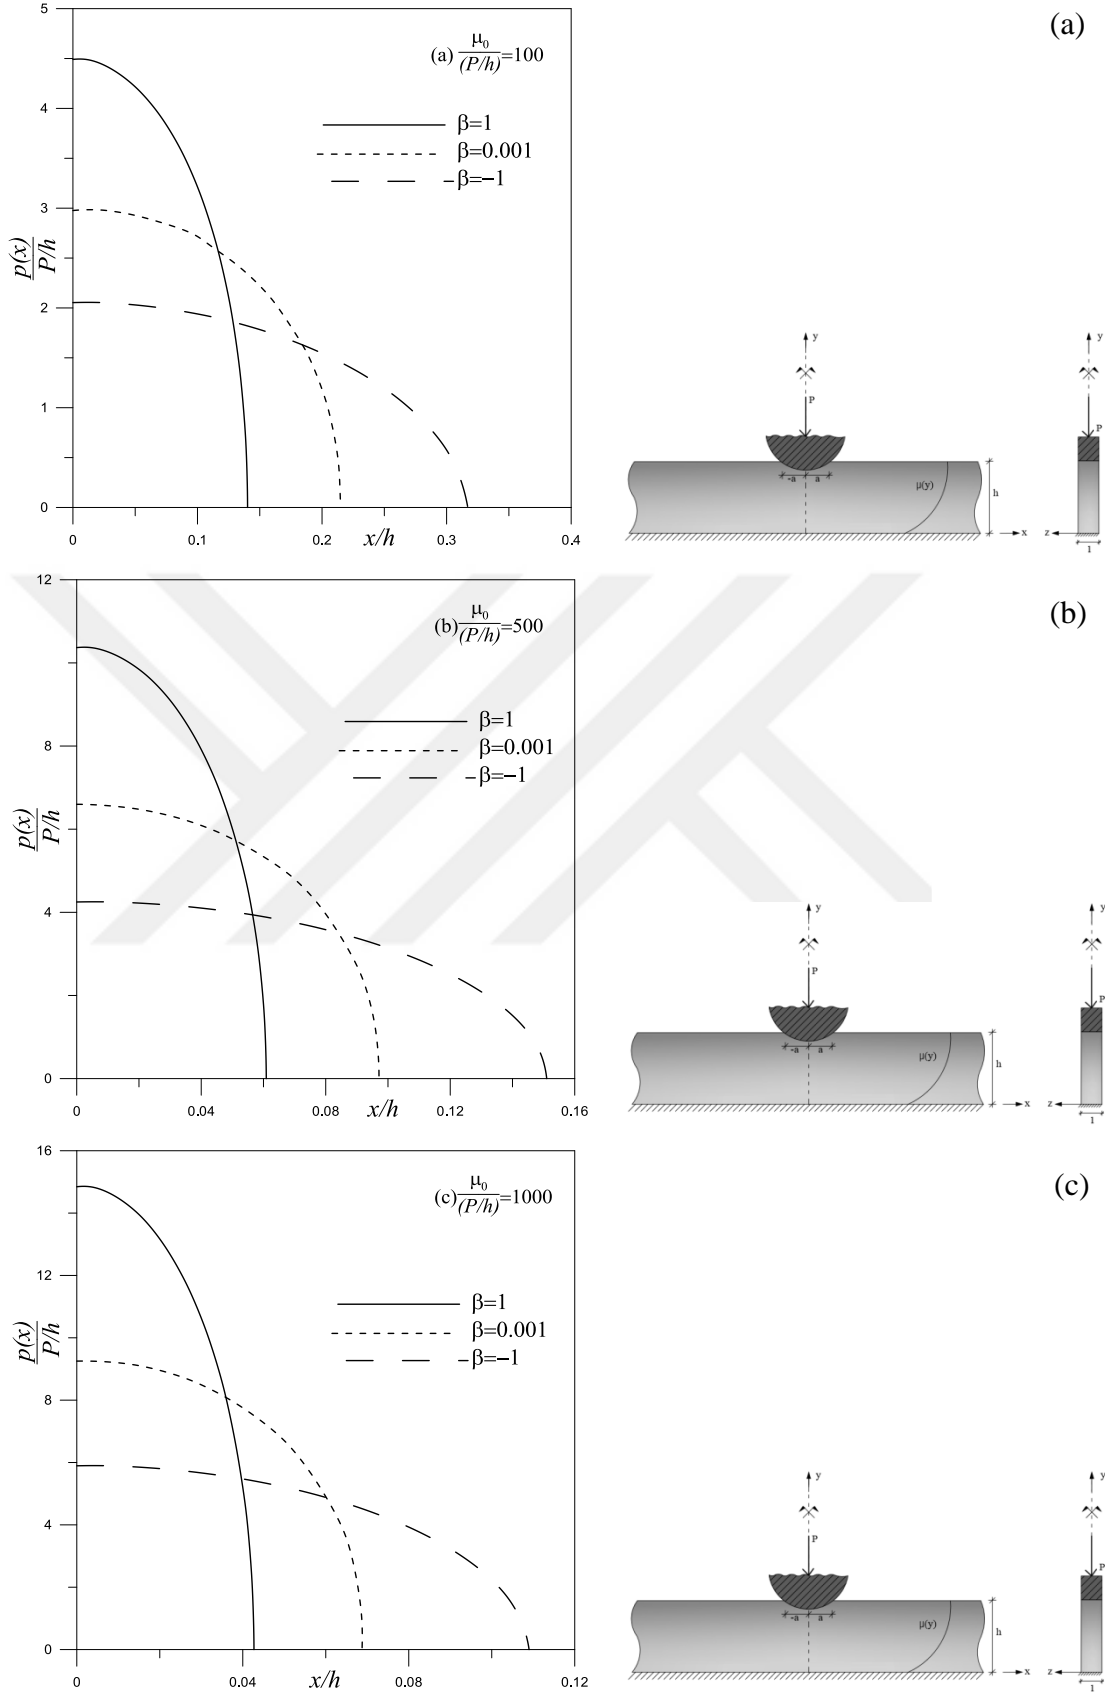 (a)
5
4
3
2
1
0
p(x)
P/h
(a) μ₀/(P/h)=100
β=1
β=0.001
β=−1
0 0.1 0.2 0.3 0.4
x/h
y
P
-a a
μ(y)
h
x
y
P
z
1
(b)
12
8
4
0
p(x)
P/h
(b) μ₀/(P/h)=500
β=1
β=0.001
β=−1
0 0.04 0.08 0.12 0.16
x/h
y
P
-a a
μ(y)
h
x
y
P
z
1
(c)
16
12
8
4
0
p(x)
P/h
(c) μ₀/(P/h)=1000
β=1
β=0.001
β=−1
0 0.04 0.08 0.12
x/h
y
P
-a a
μ(y)
h
x
y
P
z
1